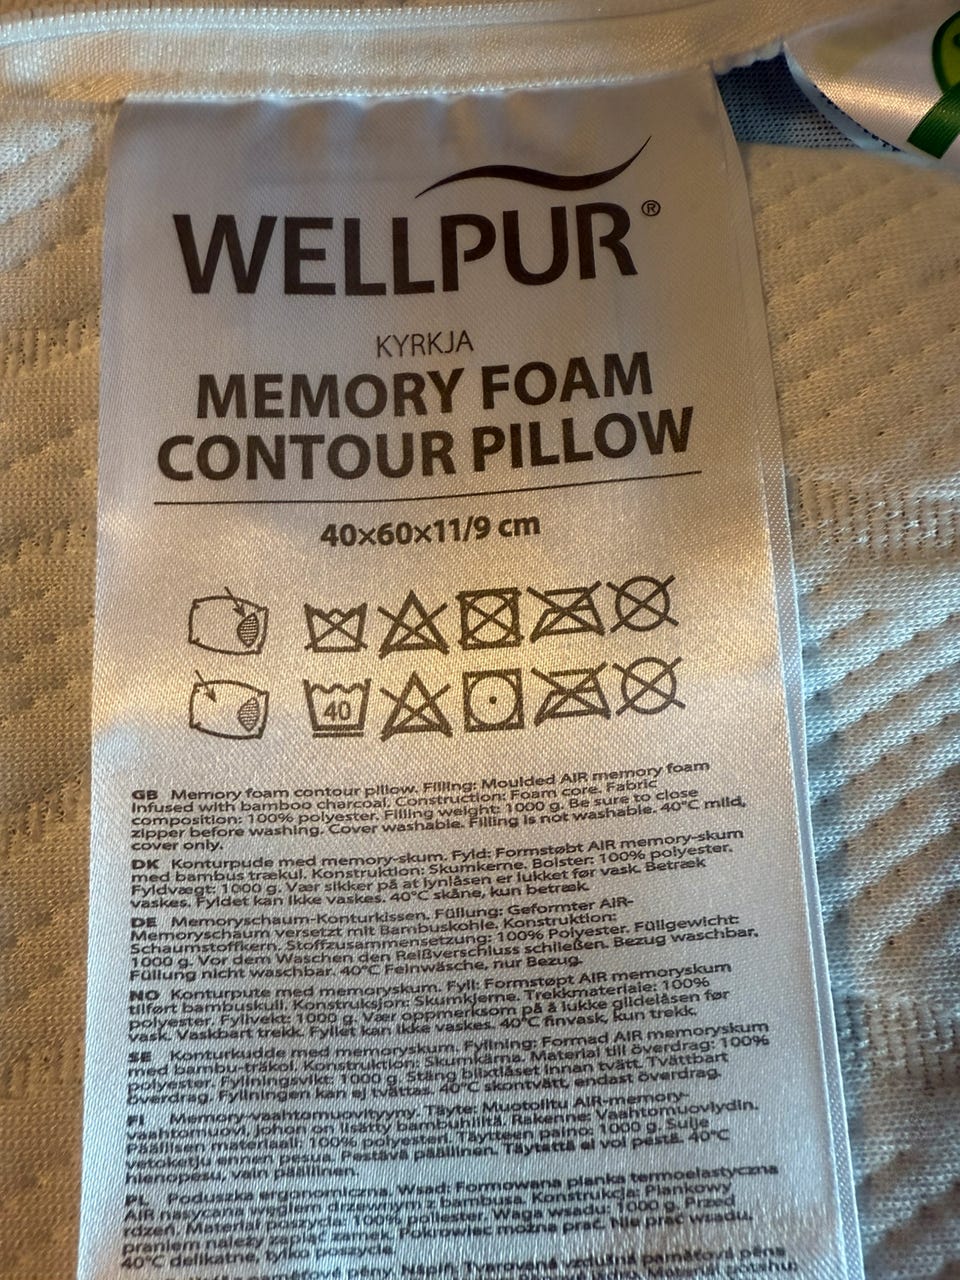 WELLPUR®
KYRKJA
MEMORY FOAM
CONTOUR PILLOW
40×60×11/9 cm
40
GB Memory foam contour pillow. Filling: Moulded AIR memory foam
infused with bamboo charcoal. Construction: Foam core. Fabric
composition: 100% polyester. Filling weight: 1000 g. Be sure to close
zipper before washing. Cover washable. Filling is not washable. 40°C mild,
cover only.
DK Konturpude med memory-skum. Fyld: Formstøbt AIR memory-skum
med bambus trækul. Konstruktion: Skumkerne. Bolster: 100% polyester.
Fyldvægt: 1000 g. Vær sikker på at lynlåsen er lukket før vask. Betræk
vaskes. Fyldet kan ikke vaskes. 40°C skåne, kun betræk.
DE Memoryschaum-Konturkissen. Füllung: Geformter AIR-
Memoryschaum versetzt mit Bambuskohle. Konstruktion:
Schaumstoffkern. Stoffzusammensetzung: 100% Polyester. Füllgewicht:
1000 g. Vor dem Waschen den Reißverschluss schließen. Bezug waschbar.
Füllung nicht waschbar. 40°C Feinwäsche, nur Bezug.
NO Konturpute med memoryskum. Fyll: Formstøpt AIR memoryskum
tilført bambuskull. Konstruksjon: Skumkjerne. Trekkmateriale: 100%
polyester. Fyllvekt: 1000 g. Vær oppmerksom på å lukke glidelåsen før
vask. Vaskbart trekk. Fyllet kan ikke vaskes. 40°C finvask, kun trekk.
SE Konturkudde med memoryskum. Fyllning: Formad AIR memoryskum
med bambu-träkol. Konstruktion: Skumkärna. Material till överdrag: 100%
polyester. Fyllningsvikt: 1000 g. Stäng blixtlåset innan tvätt. Tvättbart
överdrag. Fyllningen kan ej tvättas. 40°C skontvätt, endast överdrag.
FI Memory-vaahtomuovityyny. Täyte: Muotoiltu AIR-memory-
vaahtomuovi, johon on lisätty bambuhiiltä. Rakenne: Vaahtomuoviydin.
Päällisen materiaali: 100% polyesteri. Täytteen paino: 1000 g. Sulje
vetoketju ennen pesua. Pestävä päällinen. Täytettä ei voi pestä. 40°C
hienopesu, vain päällinen.
PL Poduszka ergonomiczna. Wsad: Formowana pianka termoelastyczna
AIR nasycana węglem drzewnym z bambusa. Konstrukcja: Piankowy
rdzeń. Materiał poszycia: 100% poliester. Waga wsadu: 1000 g. Przed
praniem należy zapiąć zamek. Pokrowiec można prać. Nie prać wsadu.
40°C delikatne, tylko poszycie.
paměťové pěny. Náplň: Tvarovaná vzdušná paměťová pěna